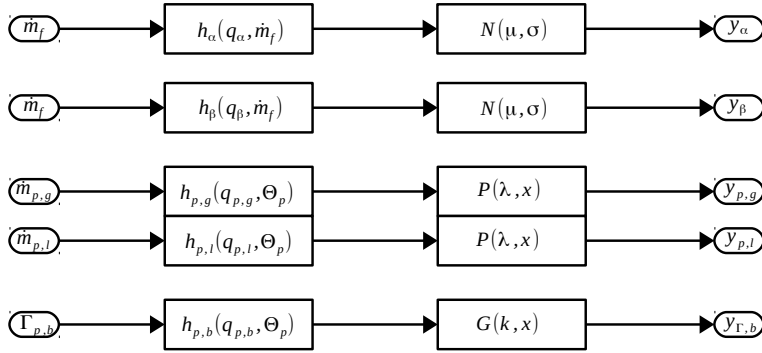 ṁ_f h_α(q_α, ṁ_f) N(μ, σ) y_α
ṁ_f h_β(q_β, ṁ_f) N(μ, σ) y_β
ṁ_{p,g} h_{p,g}(q_{p,g}, Θ_p) P(λ, x) y_{p,g}
ṁ_{p,l} h_{p,l}(q_{p,l}, Θ_p) P(λ, x) y_{p,l}
Γ_{p,b} h_{p,b}(q_{p,b}, Θ_p) G(k, x) y_{Γ,b}